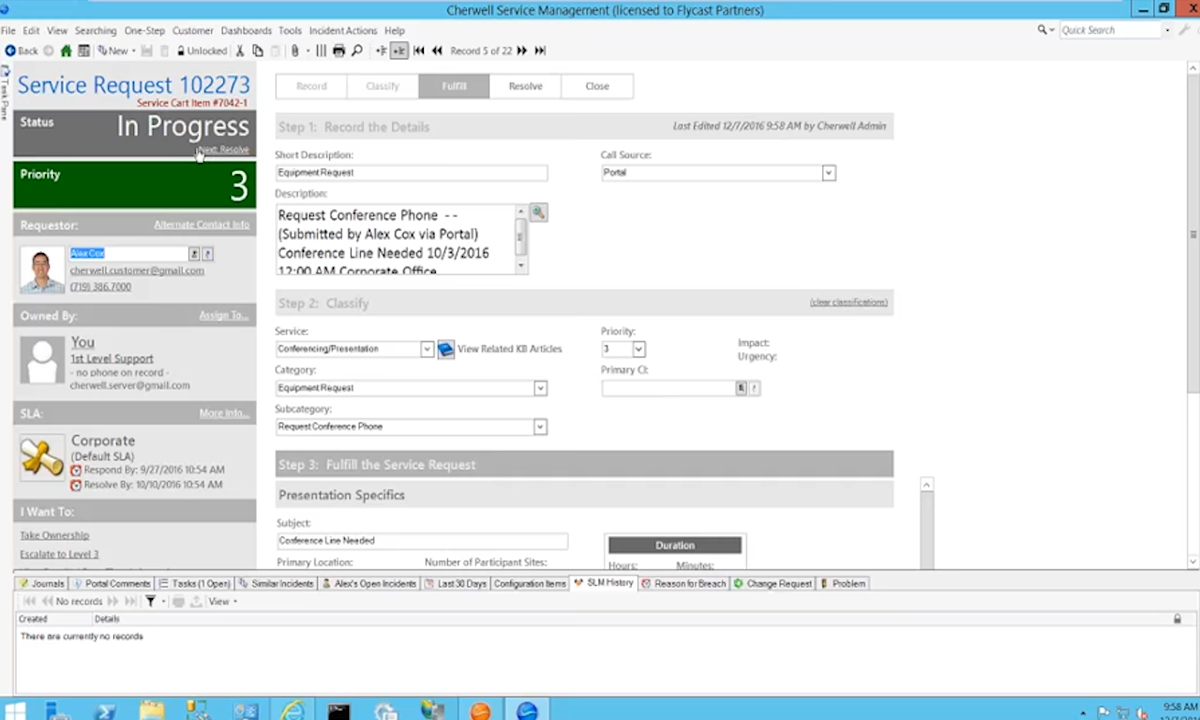 Cherwell Service Management (licensed to Flycast Partners)
File Edit View Searching One-Step Customer Dashboards Tools Incident Actions Help
Quick Search
Back New Unlocked Record 5 of 22
Task Pane
Service Request 102273
Service Cart Item #7042-1
Status In Progress
Next: Resolve
Priority 3
Requestor: Alternate Contact Info
Alex Cox
cherwell.customer@gmail.com
(719) 386.7000
Owned By: Assign To...
You
1st Level Support
- no phone on record -
cherwell.server@gmail.com
SLA: More Info...
Corporate
(Default SLA)
Respond By: 9/27/2016 10:54 AM
Resolve By: 10/10/2016 10:54 AM
I Want To:
Take Ownership
Escalate to Level 3
Record Classify Fulfill Resolve Close
Step 1: Record the Details Last Edited 12/7/2016 9:58 AM by Cherwell Admin
Short Description: Call Source:
Equipment Request Portal
Description:
Request Conference Phone - -
(Submitted by Alex Cox via Portal)
Conference Line Needed 10/3/2016
12:00 AM Corporate Office
Step 2: Classify (clear classifications)
Service: Priority:
Conferencing/Presentation View Related KB Articles 3
Impact:
Urgency:
Category: Primary CI:
Equipment Request
Subcategory:
Request Conference Phone
Step 3: Fulfill the Service Request
Presentation Specifics
Subject:
Conference Line Needed
Duration
Primary Location: Number of Participant Sites: Hours: Minutes:
Journals Portal Comments Tasks (1 Open) Similar Incidents Alex's Open Incidents Last 30 Days Configuration Items SLM History Reason for Breach Change Request Problem
No records View
Created Details
There are currently no records
9:58 AM